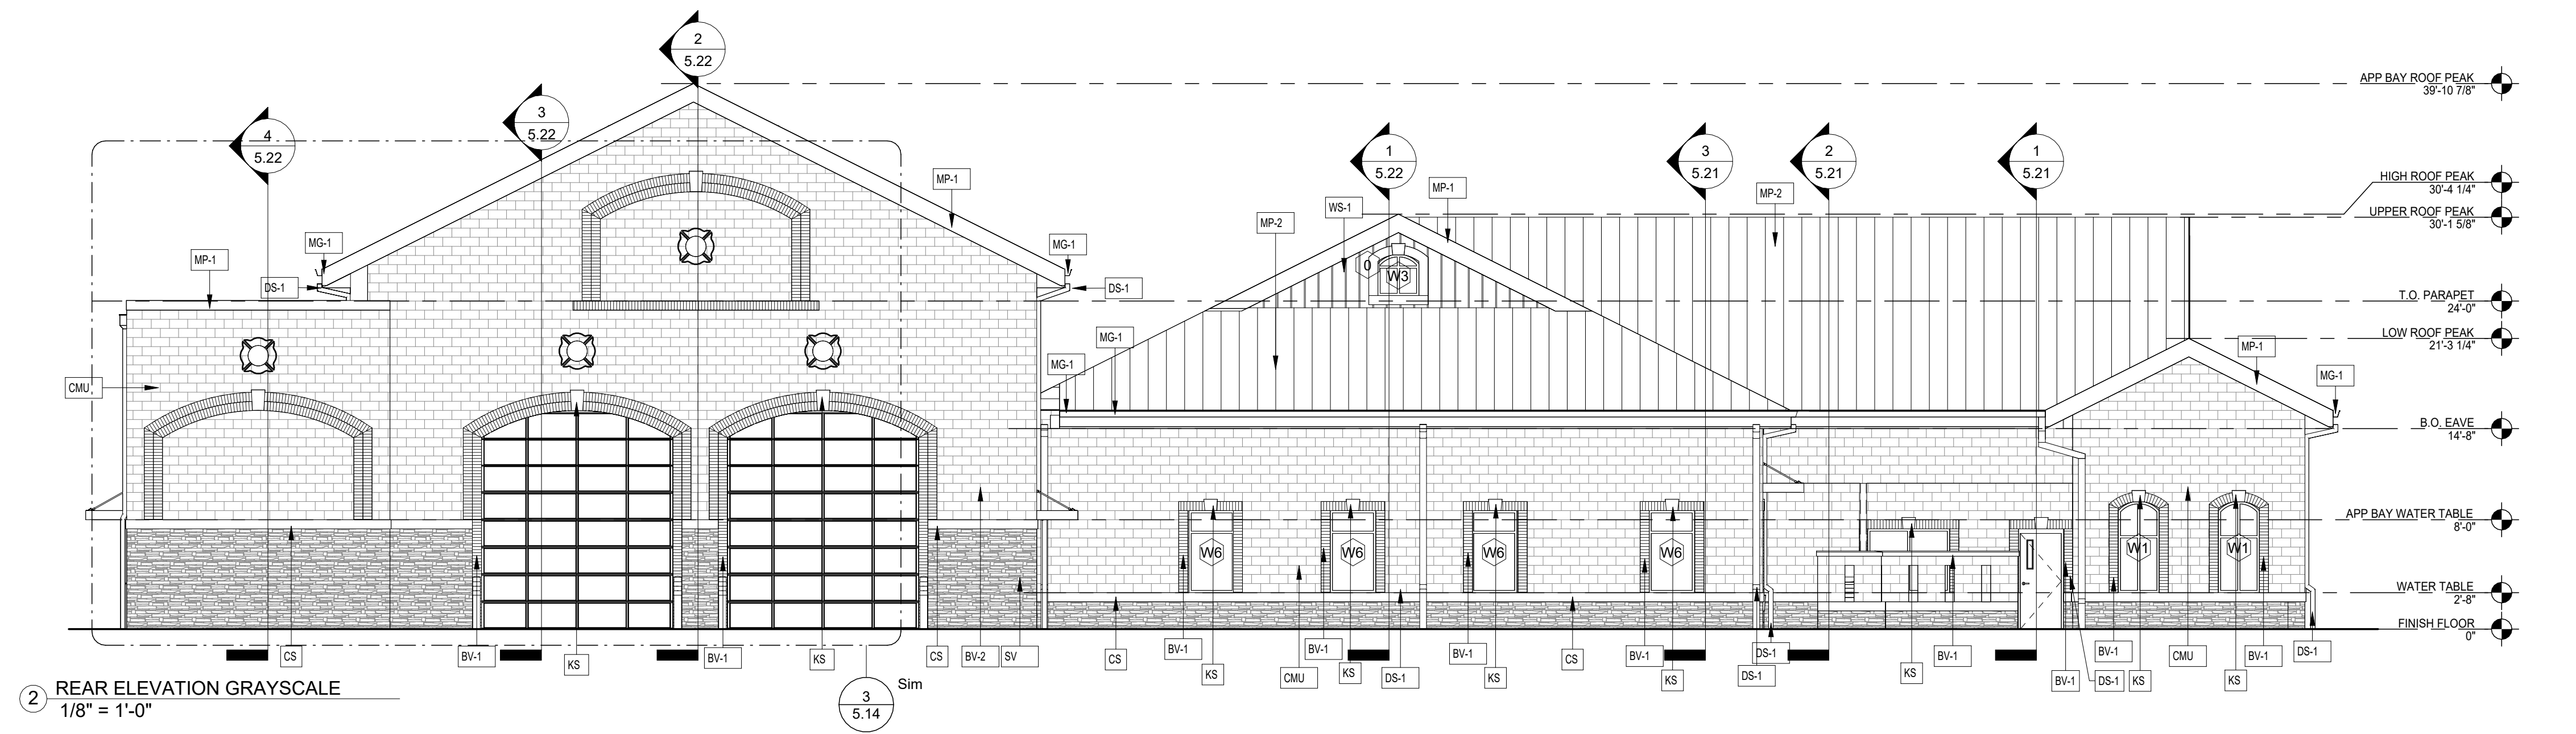 2
5.22
3
5.22
4
5.22
1
5.22
3
5.21
2
5.21
1
5.21
APP BAY ROOF PEAK
39'-10 7/8"
HIGH ROOF PEAK
30'-4 1/4"
UPPER ROOF PEAK
30'-1 5/8"
T.O. PARAPET
24'-0"
LOW ROOF PEAK
21'-3 1/4"
B.O. EAVE
14'-8"
APP BAY WATER TABLE
8'-0"
WATER TABLE
2'-8"
FINISH FLOOR
0"
MP-1
MP-1
MP-2
WS-1
MP-2
MP-1
MG-1
MG-1
DS-1
DS-1
MP-1
0
W3
MG-1
MG-1
MP-1
MG-1
CMU
W6
W6
W6
W6
W1
W1
CS
BV-1
KS
BV-1
KS
CS
BV-2
SV
CS
BV-1
KS
CMU
BV-1
KS
DS-1
BV-1
KS
CS
BV-1
KS
DS-1
DS-1
KS
BV-1
BV-1
DS-1
BV-1
KS
CMU
KS
BV-1
DS-1
3
5.14
Sim
2
REAR ELEVATION GRAYSCALE
1/8" = 1'-0"